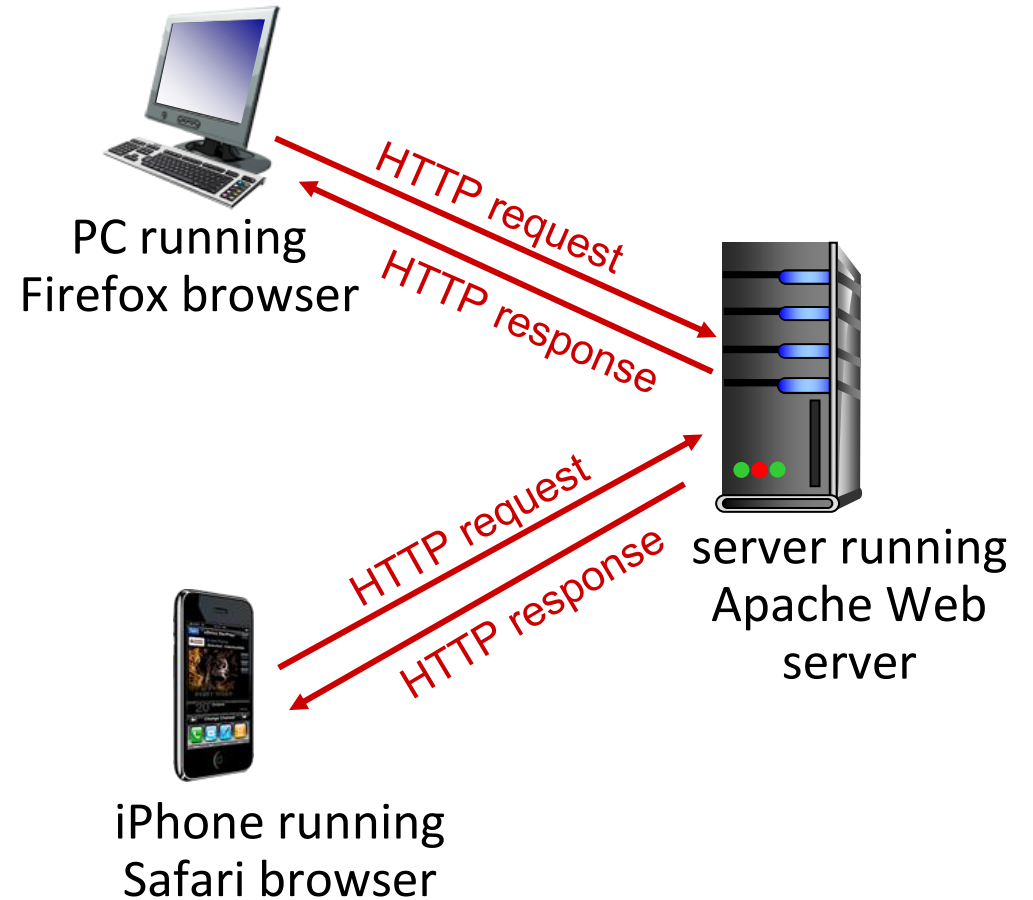 HTTP request
HTTP response
PC running
Firefox browser
HTTP request
HTTP response
server running
Apache Web
server
iPhone running
Safari browser